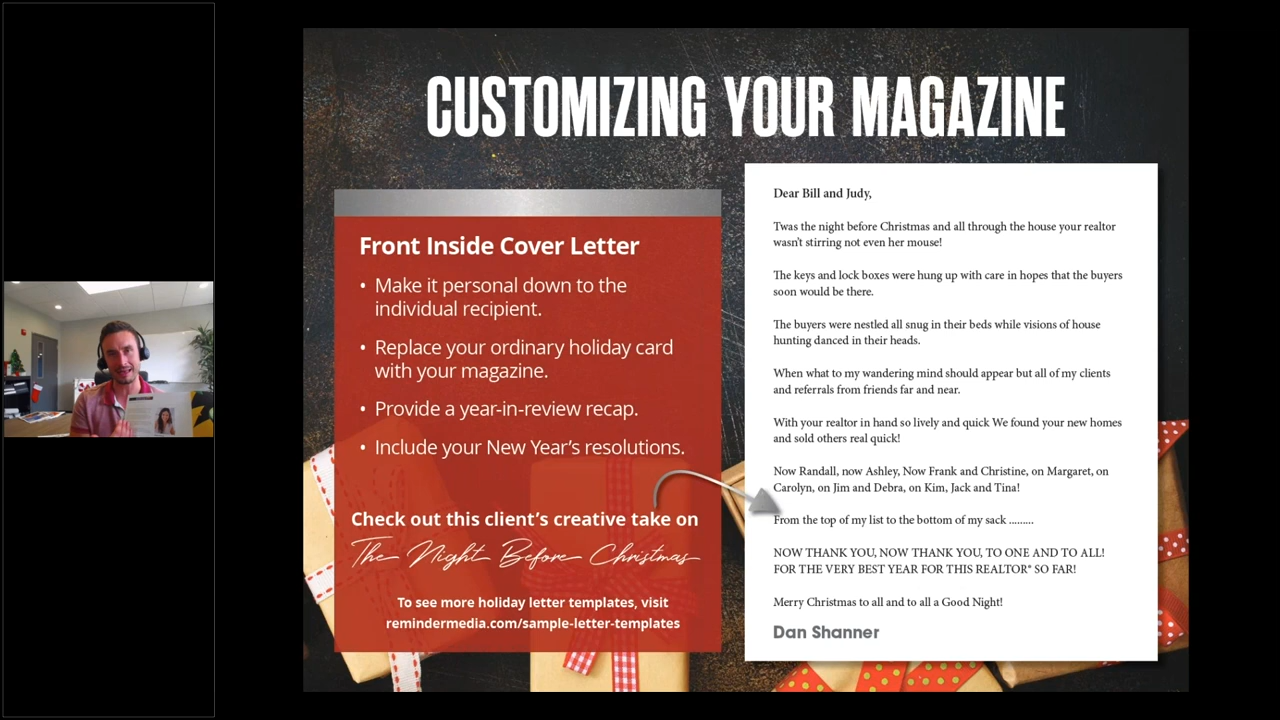 CUSTOMIZING YOUR MAGAZINE
Front Inside Cover Letter
• Make it personal down to the
individual recipient.
• Replace your ordinary holiday card
with your magazine.
• Provide a year-in-review recap.
• Include your New Year's resolutions.
Check out this client's creative take on
The Night Before Christmas
To see more holiday letter templates, visit
remindermedia.com/sample-letter-templates
Dear Bill and Judy,
Twas the night before Christmas and all through the house your realtor
wasn't stirring not even her mouse!
The keys and lock boxes were hung up with care in hopes that the buyers
soon would be there.
The buyers were nestled all snug in their beds while visions of house
hunting danced in their heads.
When what to my wandering mind should appear but all of my clients
and referrals from friends far and near.
With your realtor in hand so lively and quick We found your new homes
and sold others real quick!
Now Randall, now Ashley, Now Frank and Christine, on Margaret, on
Carolyn, on Jim and Debra, on Kim, Jack and Tina!
From the top of my list to the bottom of my sack .........
NOW THANK YOU, NOW THANK YOU, TO ONE AND TO ALL!
FOR THE VERY BEST YEAR FOR THIS REALTOR® SO FAR!
Merry Christmas to all and to all a Good Night!
Dan Shanner